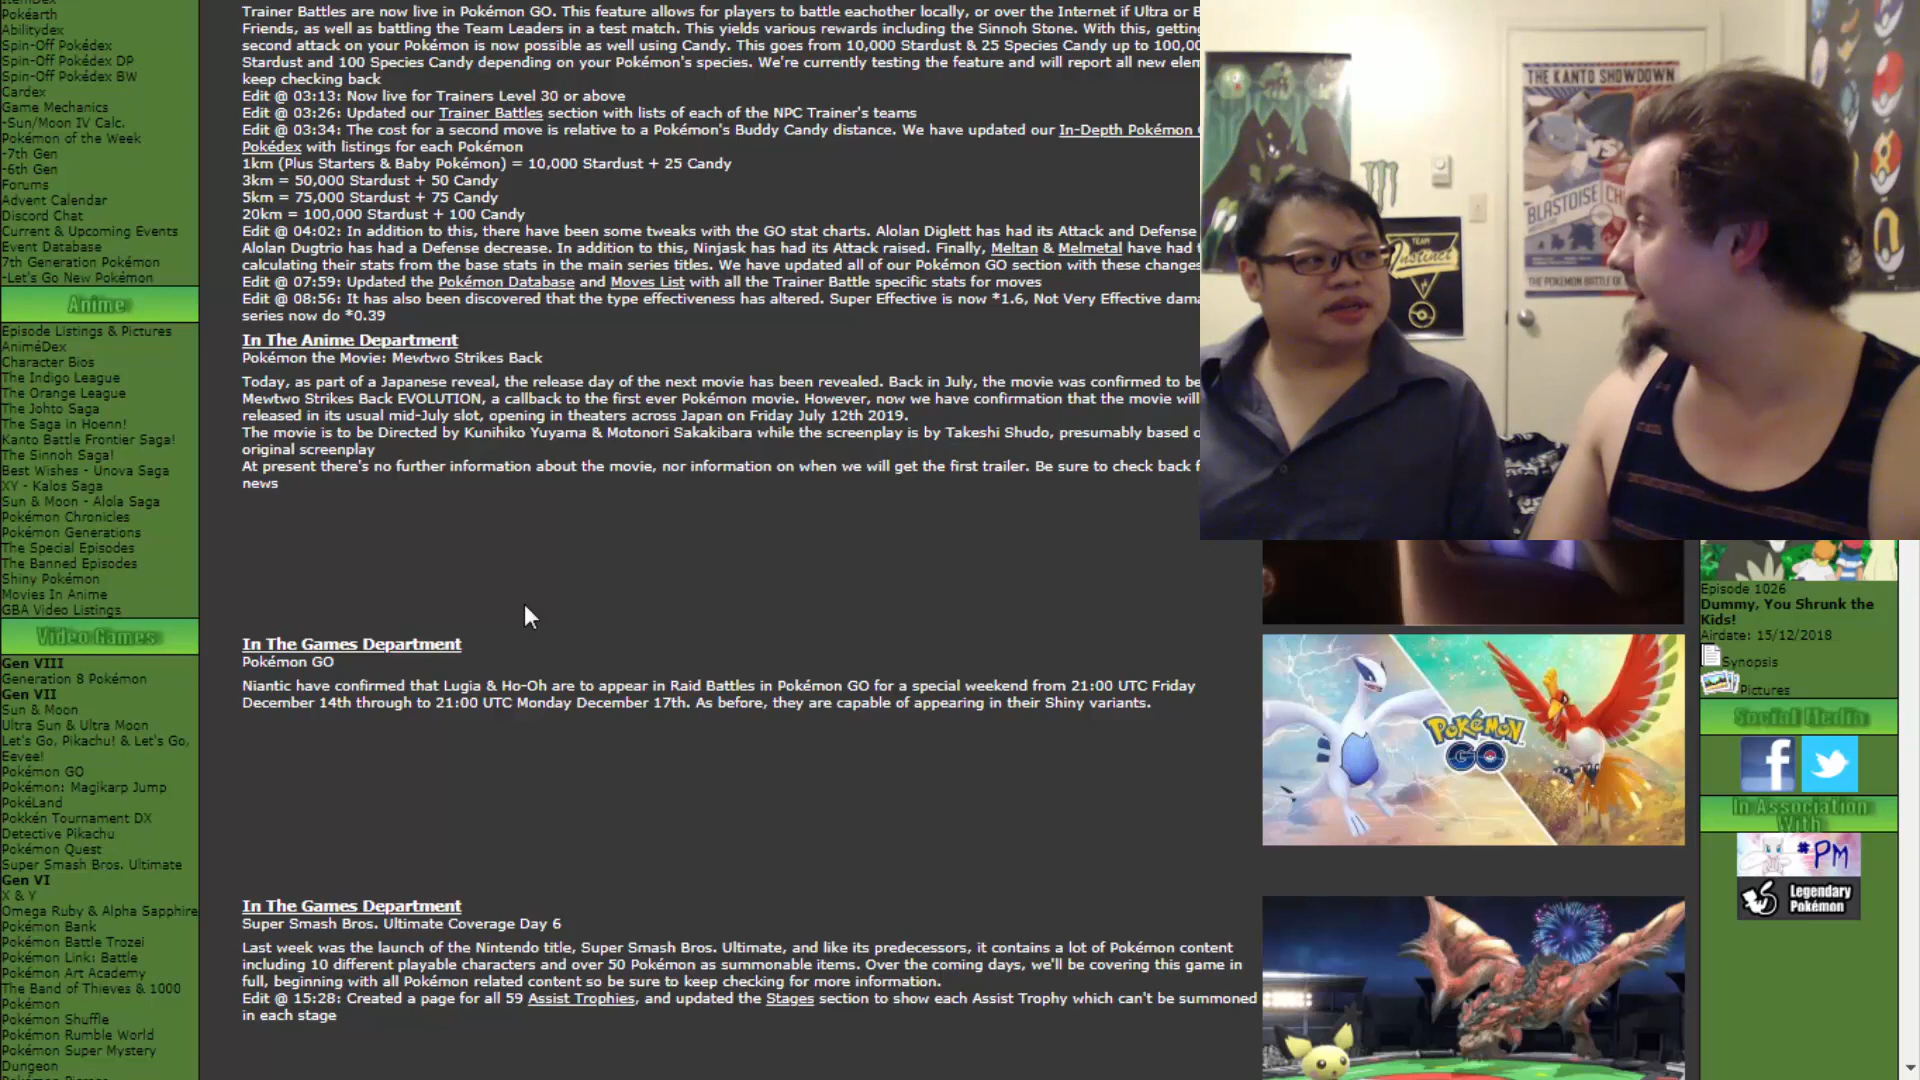 ItemDex
Pokéarth
Abilitydex
Spin-Off Pokédex
Spin-Off Pokédex DP
Spin-Off Pokédex BW
Cardex
Game Mechanics
-Sun/Moon IV Calc.
Pokémon of the Week
-7th Gen
-6th Gen
Forums
Advent Calendar
Discord Chat
Current & Upcoming Events
Event Database
7th Generation Pokémon
-Let's Go New Pokémon
Anime
Episode Listings & Pictures
AniméDex
Character Bios
The Indigo League
The Orange League
The Johto Saga
The Saga in Hoenn!
Kanto Battle Frontier Saga!
The Sinnoh Saga!
Best Wishes - Unova Saga
XY - Kalos Saga
Sun & Moon - Alola Saga
Pokémon Chronicles
Pokémon Generations
The Special Episodes
The Banned Episodes
Shiny Pokémon
Movies In Anime
GBA Video Listings
Video Games
Gen VIII
Generation 8 Pokémon
Gen VII
Sun & Moon
Ultra Sun & Ultra Moon
Let's Go, Pikachu! & Let's Go,
Eevee!
Pokémon GO
Pokémon: Magikarp Jump
PokéLand
Pokkén Tournament DX
Detective Pikachu
Pokémon Quest
Super Smash Bros. Ultimate
Gen VI
X & Y
Omega Ruby & Alpha Sapphire
Pokémon Bank
Pokémon Battle Trozei
Pokémon Link: Battle
Pokémon Art Academy
The Band of Thieves & 1000
Pokémon
Pokémon Shuffle
Pokémon Rumble World
Pokémon Super Mystery
Dungeon
Trainer Battles are now live in Pokémon GO. This feature allows for players to battle eachother locally, or over the Internet if Ultra or B
Friends, as well as battling the Team Leaders in a test match. This yields various rewards including the Sinnoh Stone. With this, getting
second attack on your Pokémon is now possible as well using Candy. This goes from 10,000 Stardust & 25 Species Candy up to 100,00
Stardust and 100 Species Candy depending on your Pokémon's species. We're currently testing the feature and will report all new elem
keep checking back
Edit @ 03:13: Now live for Trainers Level 30 or above
Edit @ 03:26: Updated our Trainer Battles section with lists of each of the NPC Trainer's teams
Edit @ 03:34: The cost for a second move is relative to a Pokémon's Buddy Candy distance. We have updated our In-Depth Pokémon
Pokédex with listings for each Pokémon
1km (Plus Starters & Baby Pokémon) = 10,000 Stardust + 25 Candy
3km = 50,000 Stardust + 50 Candy
5km = 75,000 Stardust + 75 Candy
20km = 100,000 Stardust + 100 Candy
Edit @ 04:02: In addition to this, there have been some tweaks with the GO stat charts. Alolan Diglett has had its Attack and Defense
Alolan Dugtrio has had a Defense decrease. In addition to this, Ninjask has had its Attack raised. Finally, Meltan & Melmetal have had t
calculating their stats from the base stats in the main series titles. We have updated all of our Pokémon GO section with these changes
Edit @ 07:59: Updated the Pokémon Database and Moves List with all the Trainer Battle specific stats for moves
Edit @ 08:56: It has also been discovered that the type effectiveness has altered. Super Effective is now *1.6, Not Very Effective dama
series now do *0.39
In The Anime Department
Pokémon the Movie: Mewtwo Strikes Back
Today, as part of a Japanese reveal, the release day of the next movie has been revealed. Back in July, the movie was confirmed to be
Mewtwo Strikes Back EVOLUTION, a callback to the first ever Pokémon movie. However, now we have confirmation that the movie will
released in its usual mid-July slot, opening in theaters across Japan on Friday July 12th 2019.
The movie is to be Directed by Kunihiko Yuyama & Motonori Sakakibara while the screenplay is by Takeshi Shudo, presumably based o
original screenplay
At present there's no further information about the movie, nor information on when we will get the first trailer. Be sure to check back f
news
In The Games Department
Pokémon GO
Niantic have confirmed that Lugia & Ho-Oh are to appear in Raid Battles in Pokémon GO for a special weekend from 21:00 UTC Friday
December 14th through to 21:00 UTC Monday December 17th. As before, they are capable of appearing in their Shiny variants.
POKÉMON
GO
In The Games Department
Super Smash Bros. Ultimate Coverage Day 6
Last week was the launch of the Nintendo title, Super Smash Bros. Ultimate, and like its predecessors, it contains a lot of Pokémon content
including 10 different playable characters and over 50 Pokémon as summonable items. Over the coming days, we'll be covering this game in
full, beginning with all Pokémon related content so be sure to keep checking for more information.
Edit @ 15:28: Created a page for all 59 Assist Trophies, and updated the Stages section to show each Assist Trophy which can't be summoned
in each stage
THE KANTO SHOWDOWN
BLASTOISE
THE POKEMON BATTLE OF
TEAM
Instinct
Episode 1026
Dummy, You Shrunk the
Kids!
Airdate: 15/12/2018
Synopsis
Pictures
Social Media
In Association
With
#PM
Legendary
Pokémon